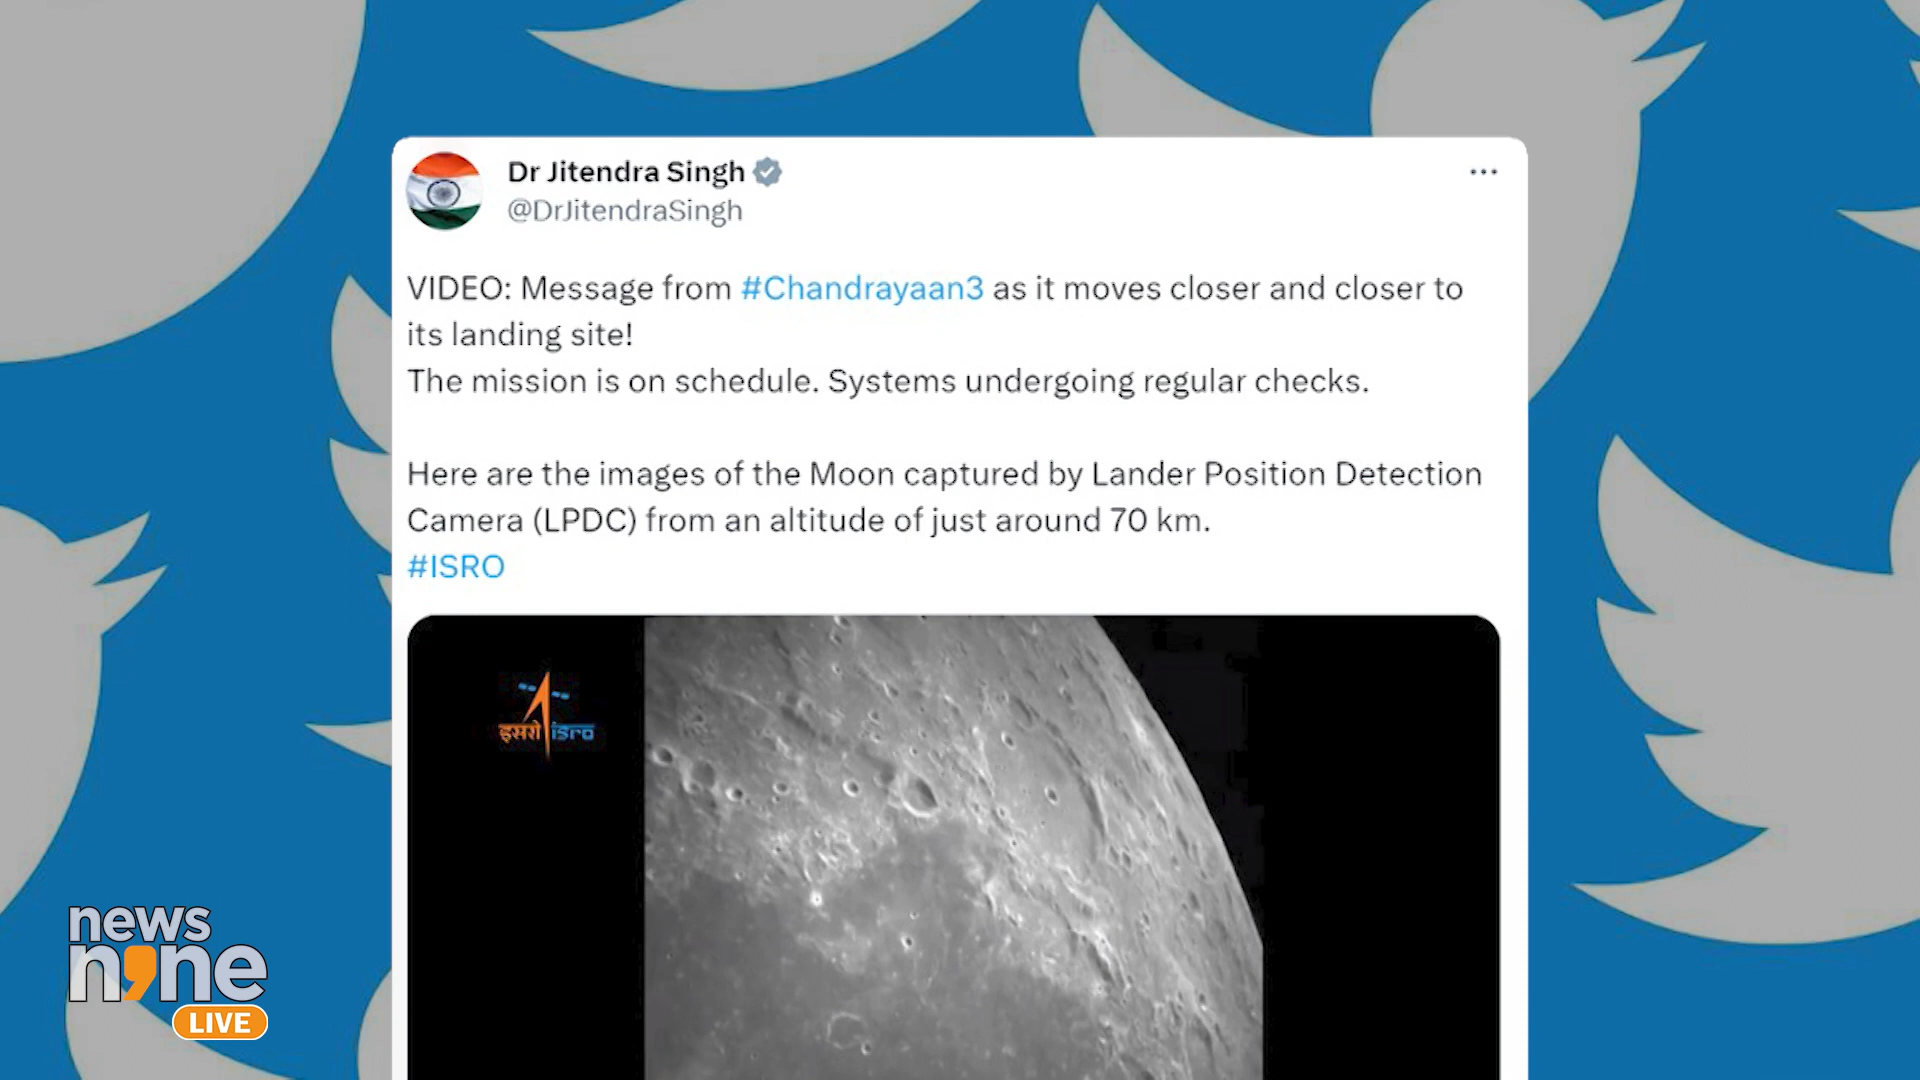 Dr Jitendra Singh
@DrJitendraSingh
VIDEO: Message from #Chandrayaan3 as it moves closer and closer to
its landing site!
The mission is on schedule. Systems undergoing regular checks.
Here are the images of the Moon captured by Lander Position Detection
Camera (LPDC) from an altitude of just around 70 km.
#ISRO
इसरो isro
news
n9ne
LIVE